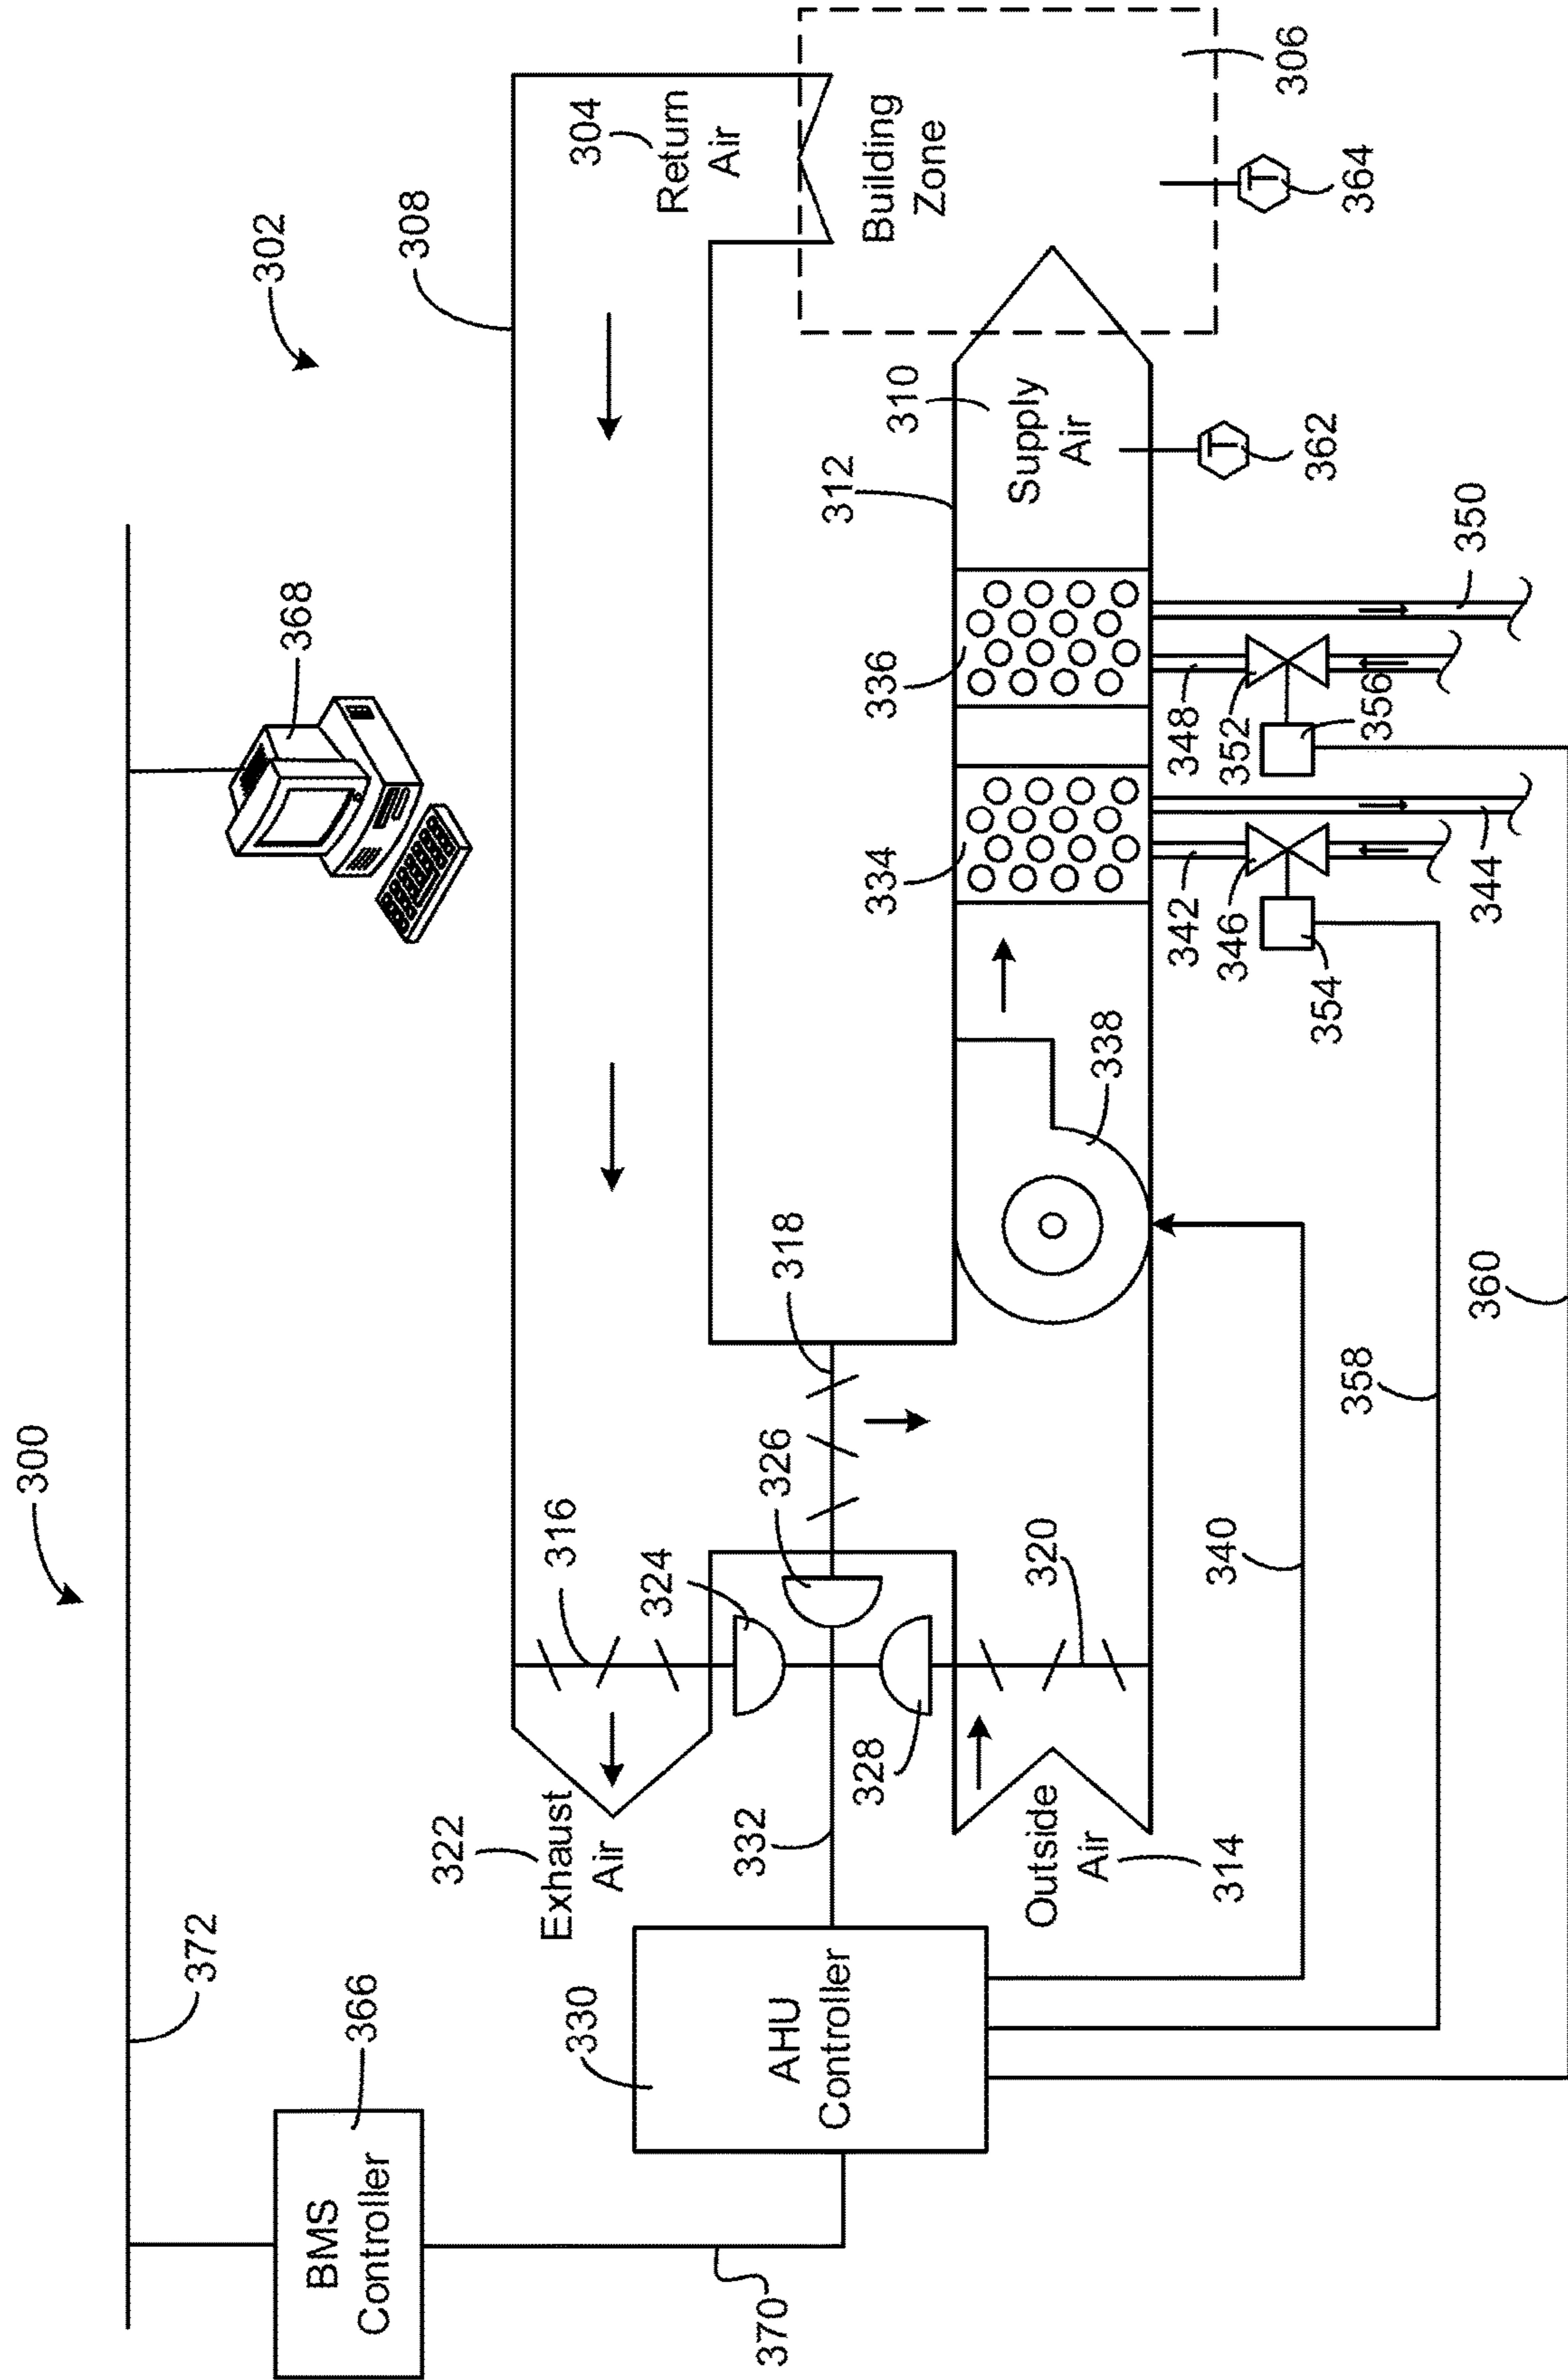 300
302
372
366
BMS
Controller
370
368
308
304
Return
Air
316
322
Exhaust
Air
324
330
AHU
Controller
332
326
318
328
312
310
Building
Zone
306
Outside
Air
314
320
338
334
336
Supply
Air
340
342
346
354
344
348
352
356
350
T
362
T
364
358
360